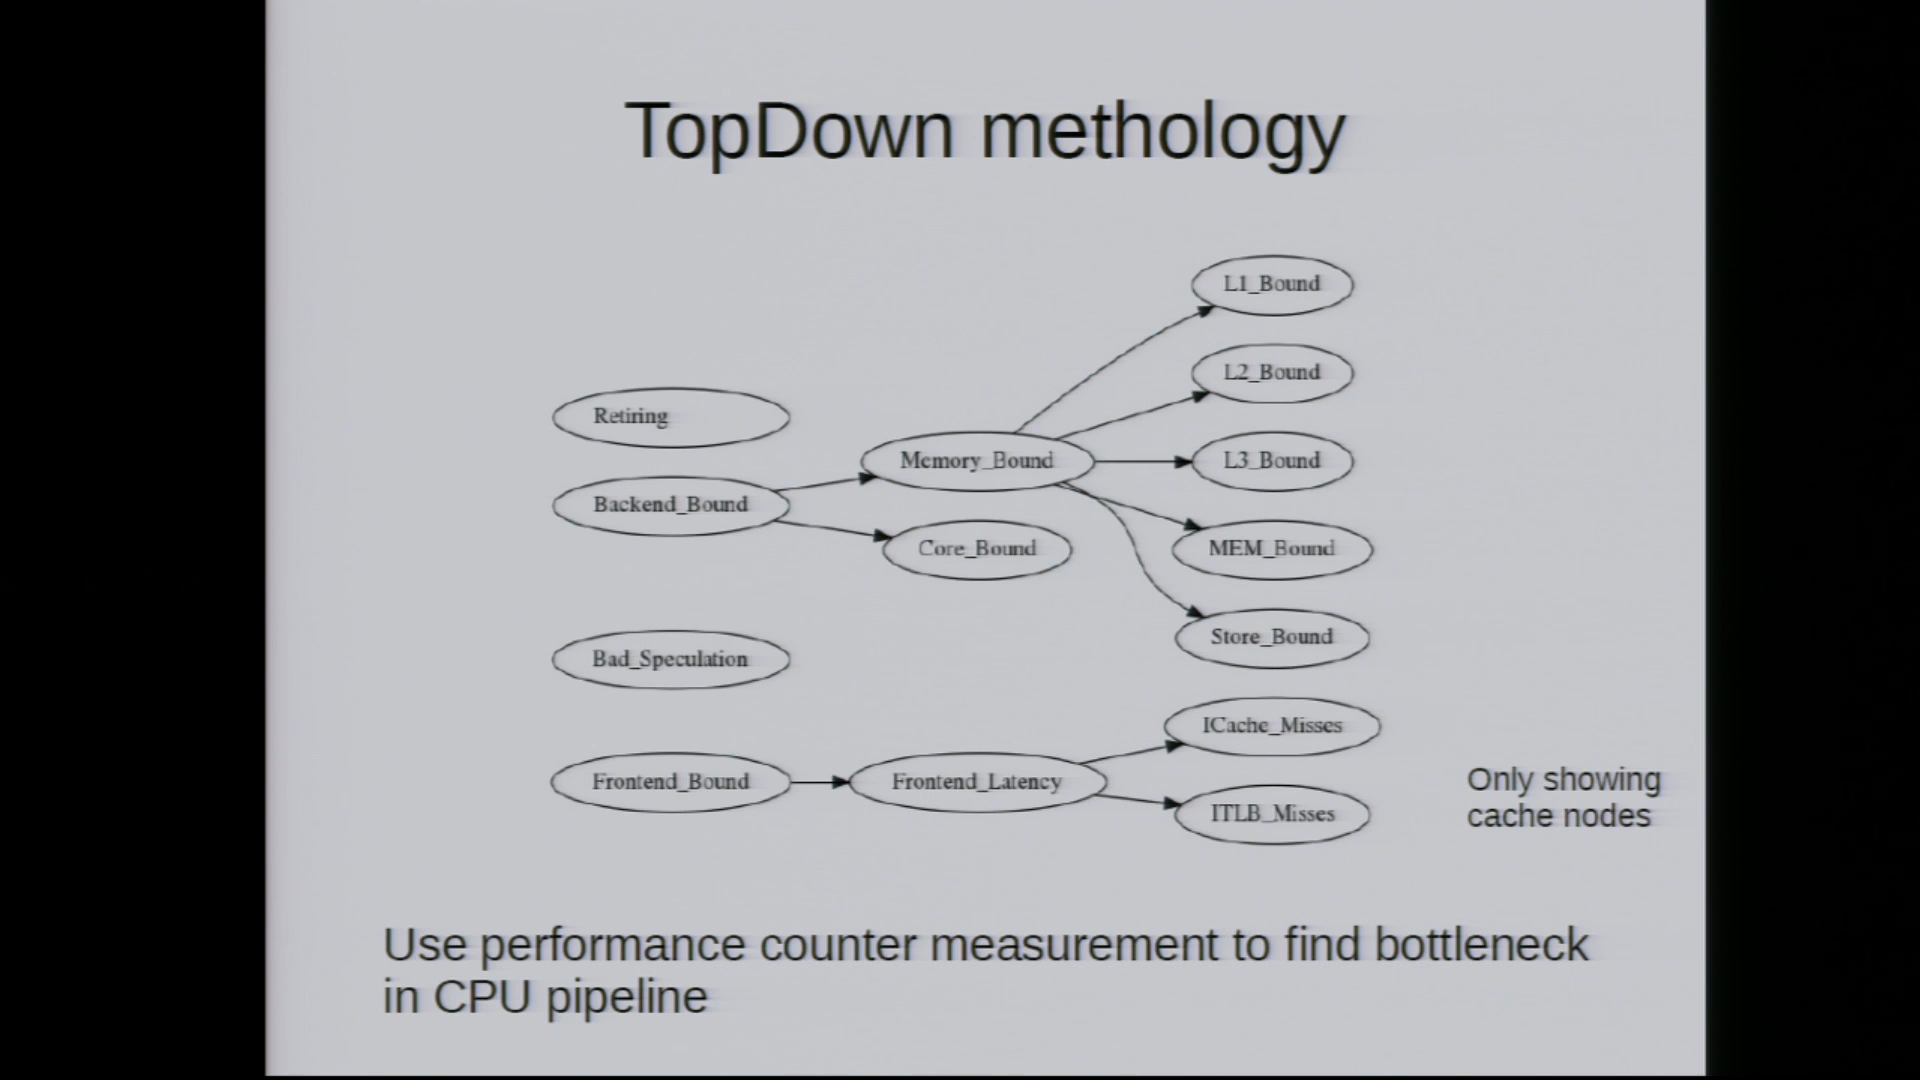 TopDown methology
L1_Bound
L2_Bound
Retiring
Memory_Bound
L3_Bound
Backend_Bound
Core_Bound
MEM_Bound
Store_Bound
Bad_Speculation
ICache_Misses
Frontend_Bound
Frontend_Latency
ITLB_Misses
Only showing
cache nodes
Use performance counter measurement to find bottleneck
in CPU pipeline